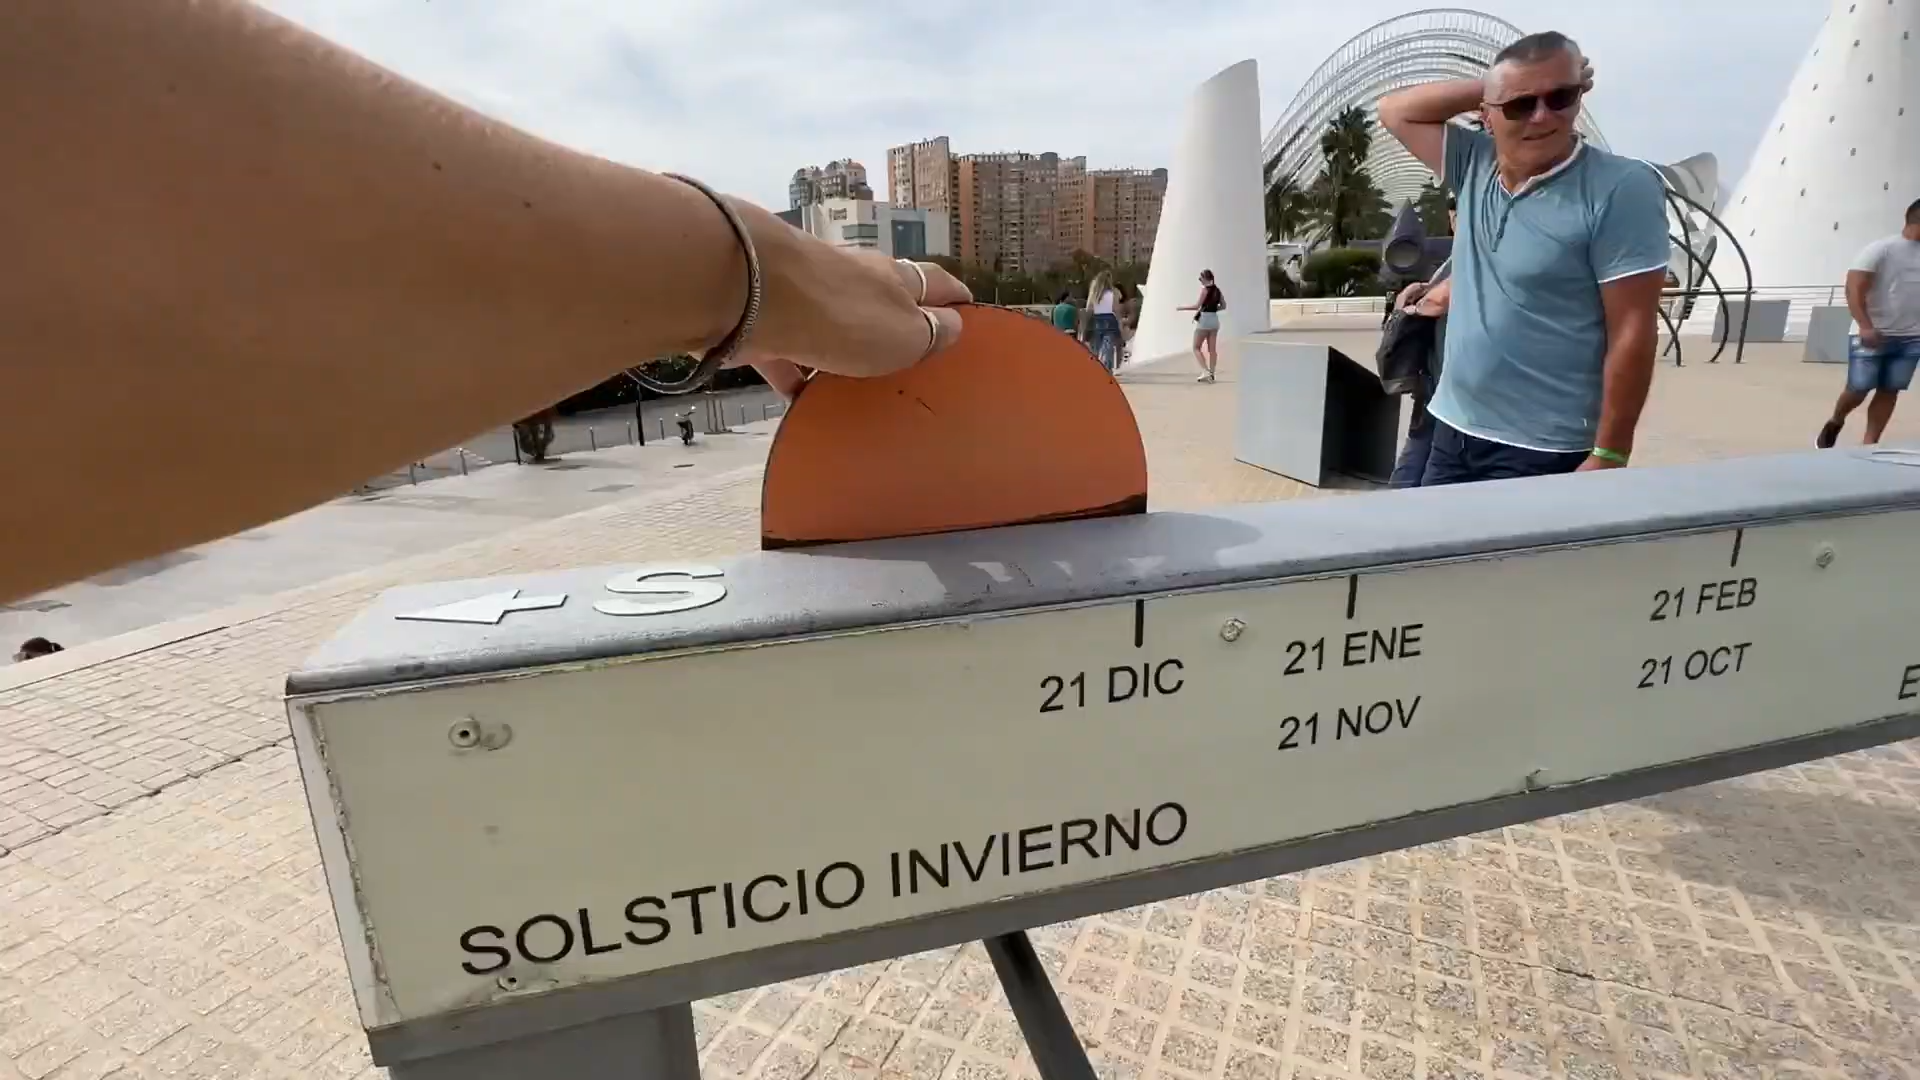 S
21 DIC
21 ENE
21 NOV
21 FEB
21 OCT
SOLSTICIO INVIERNO